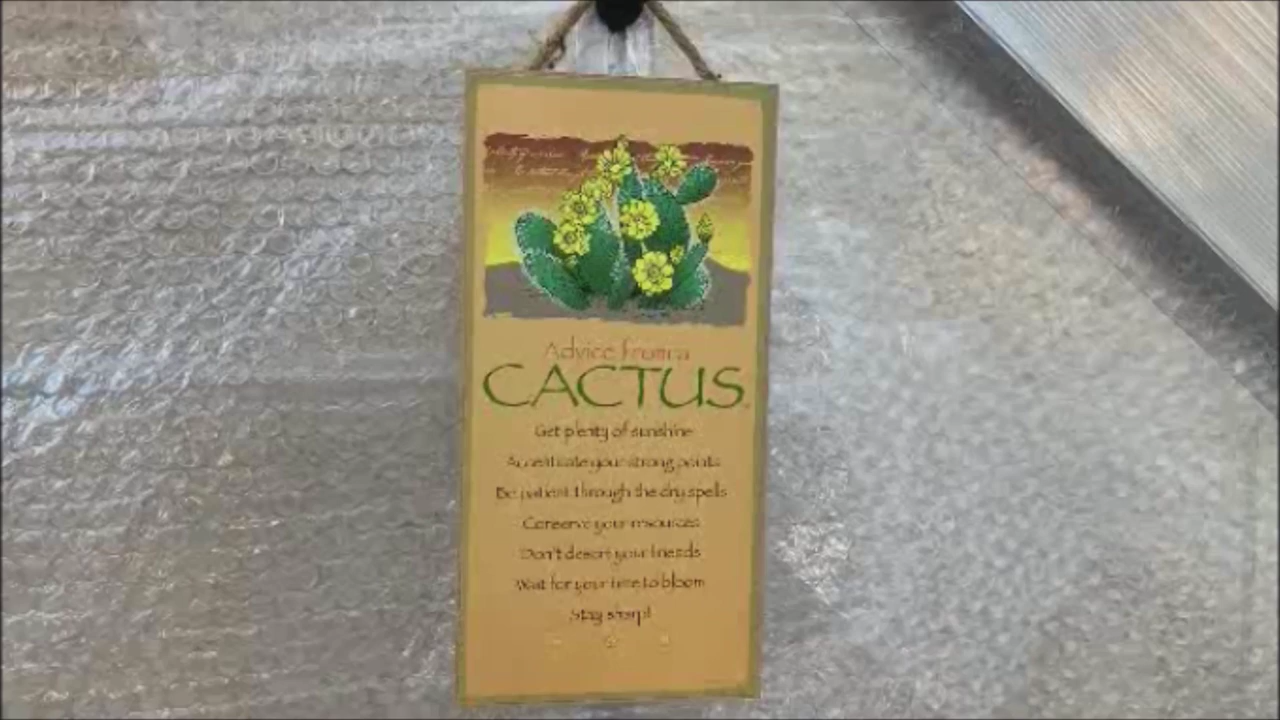 Advice from a
CACTUS
Get plenty of sunshine
Accentuate your strong points
Be patient through the dry spells
Conserve your resources
Don't desert your friends
Wait for your time to bloom
Stay sharp!